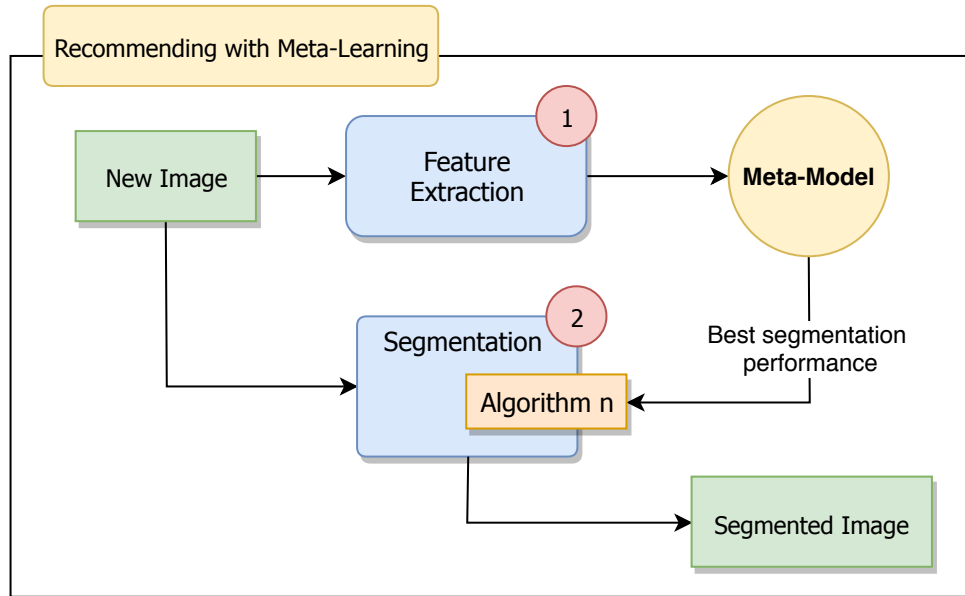 Recommending with Meta-Learning
1
New Image
Feature
Extraction
Meta-Model
2
Segmentation
Best segmentation
performance
Algorithm n
Segmented Image